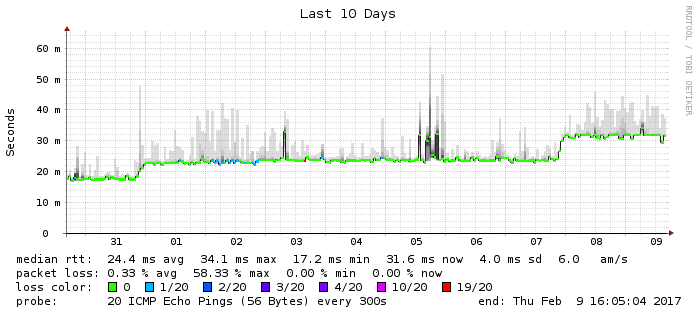 Last 10 Days
RRDTOOL / TOBI OETIKER
Seconds
60 m
50 m
40 m
30 m
20 m
10 m
0
31 01 02 03 04 05 06 07 08 09
median rtt: 24.4 ms avg 34.1 ms max 17.2 ms min 31.6 ms now 4.0 ms sd 6.0 am/s
packet loss: 0.33 % avg 58.33 % max 0.00 % min 0.00 % now
loss color: 0 1/20 2/20 3/20 4/20 10/20 19/20
probe: 20 ICMP Echo Pings (56 Bytes) every 300s end: Thu Feb 9 16:05:04 2017